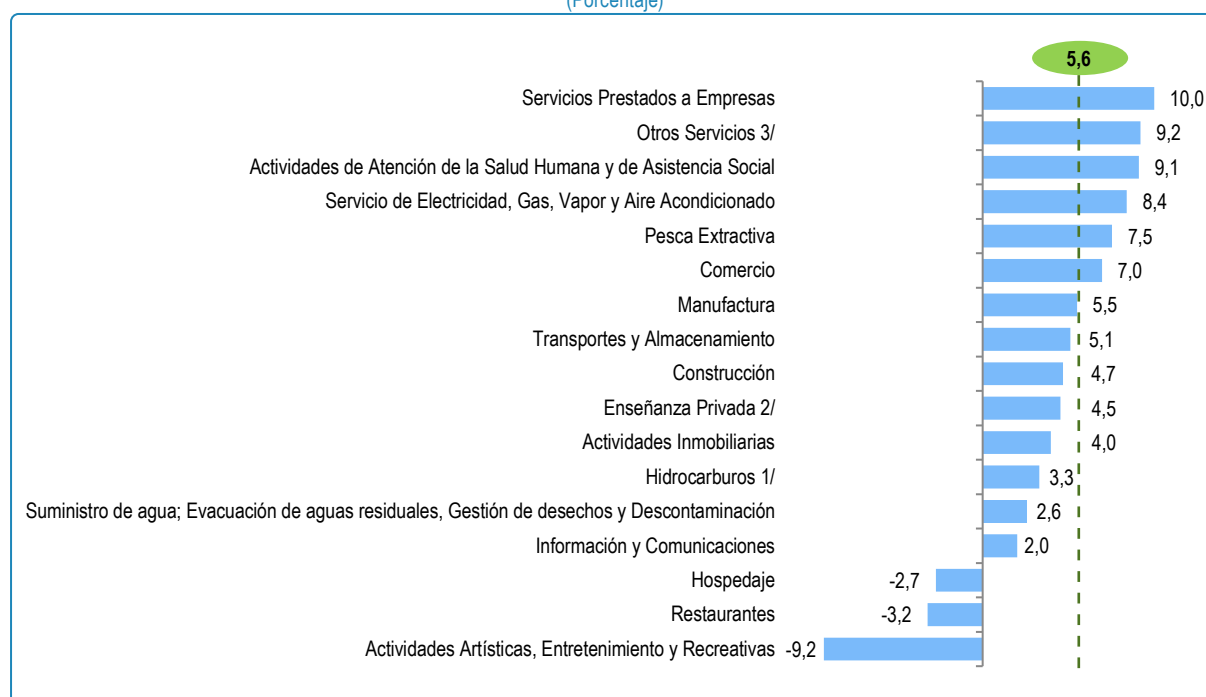 (Porcentaje)
5,6
Servicios Prestados a Empresas 10,0
Otros Servicios 3/ 9,2
Actividades de Atención de la Salud Humana y de Asistencia Social 9,1
Servicio de Electricidad, Gas, Vapor y Aire Acondicionado 8,4
Pesca Extractiva 7,5
Comercio 7,0
Manufactura 5,5
Transportes y Almacenamiento 5,1
Construcción 4,7
Enseñanza Privada 2/ 4,5
Actividades Inmobiliarias 4,0
Hidrocarburos 1/ 3,3
Suministro de agua; Evacuación de aguas residuales, Gestión de desechos y Descontaminación 2,6
Información y Comunicaciones 2,0
Hospedaje -2,7
Restaurantes -3,2
Actividades Artísticas, Entretenimiento y Recreativas -9,2